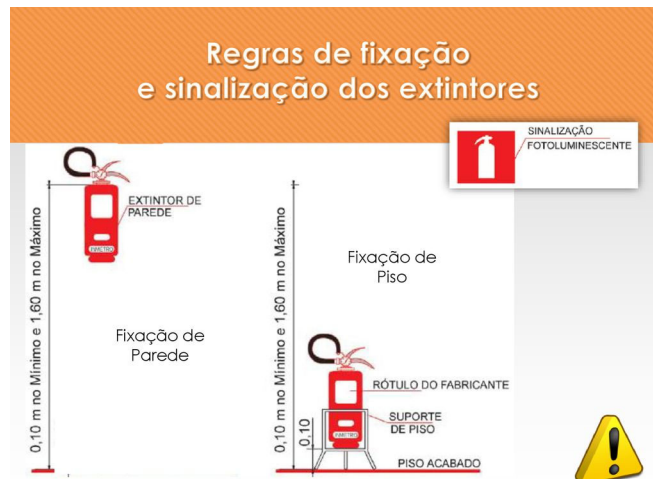 Regras de fixação
e sinalização dos extintores
SINALIZAÇÃO
FOTOLUMINESCENTE
0,10 m no Mínimo e 1,60 m no Máximo
EXTINTOR DE
PAREDE
INMETRO
Fixação de
Parede
0,10 m no Mínimo e 1,60 m no Máximo
Fixação de
Piso
RÓTULO DO FABRICANTE
SUPORTE
DE PISO
INMETRO
0,10
PISO ACABADO